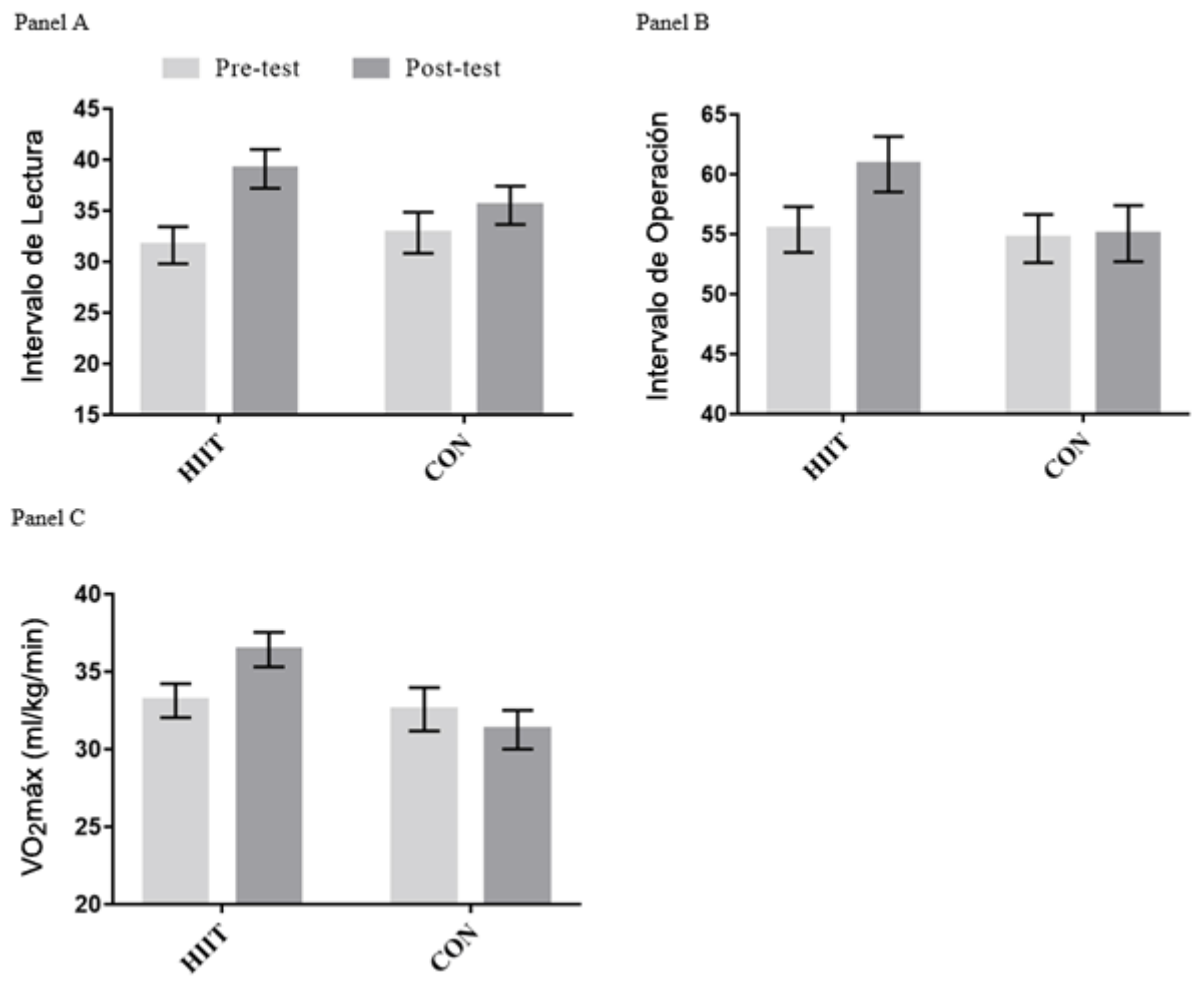 Panel A
Pre-test Post-test
Intervalo de Lectura
45
40
35
30
25
20
15
HIIT CON
Panel B
Intervalo de Operación
65
60
55
50
45
40
HIIT CON
Panel C
VO2máx (ml/kg/min)
40
35
30
25
20
HIIT CON